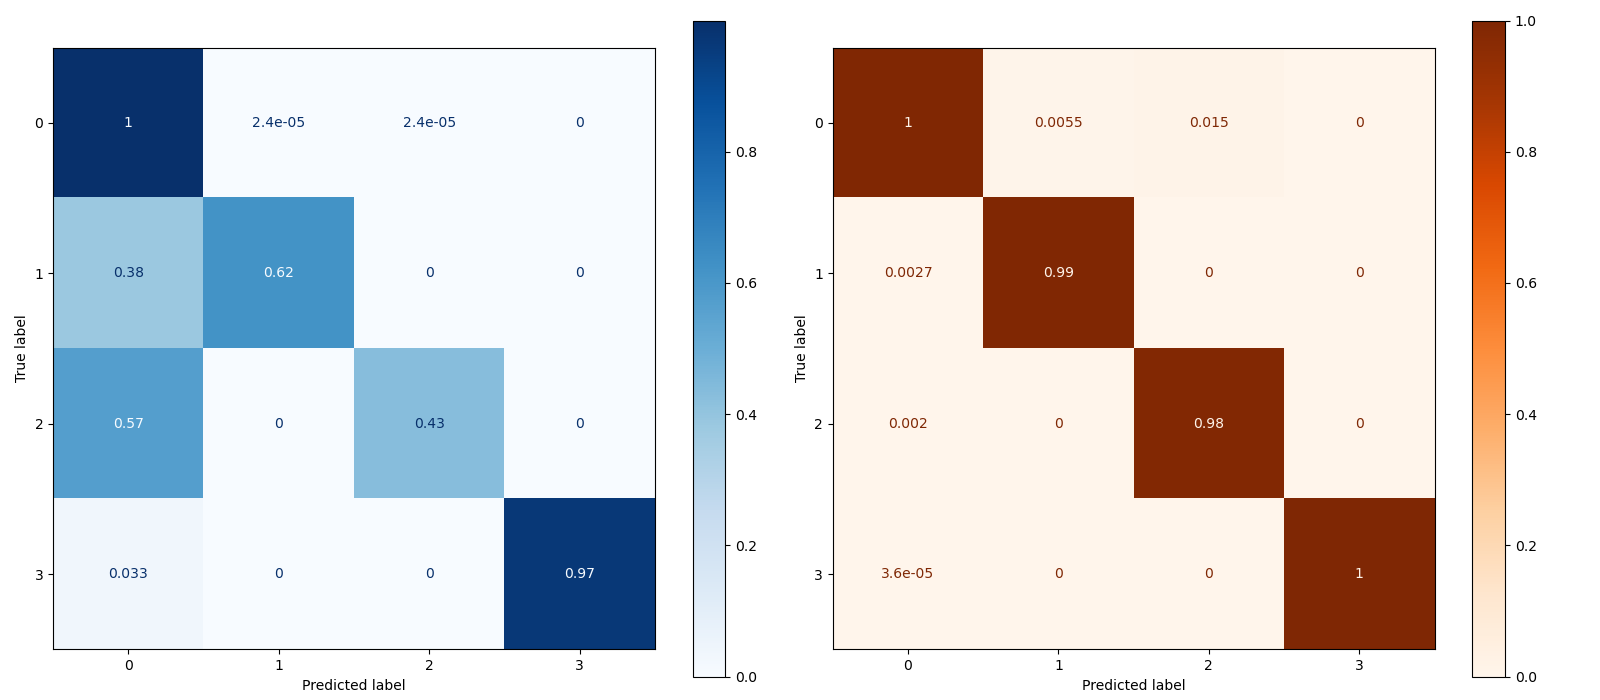 0 1 2.4e-05 2.4e-05 0
1 0.38 0.62 0 0
2 0.57 0 0.43 0
3 0.033 0 0 0.97
0 1 2 3
True label
Predicted label
0.8
0.6
0.4
0.2
0.0
0 1 0.0055 0.015 0
1 0.0027 0.99 0 0
2 0.002 0 0.98 0
3 3.6e-05 0 0 1
0 1 2 3
True label
Predicted label
1.0
0.8
0.6
0.4
0.2
0.0